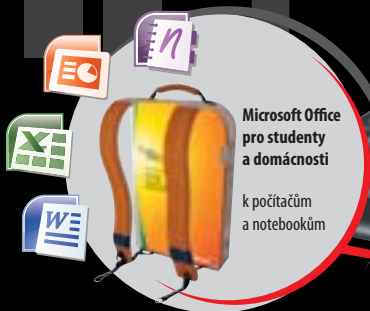 Microsoft Office
pro studenty
a domácnosti
k počítačům
a notebookům